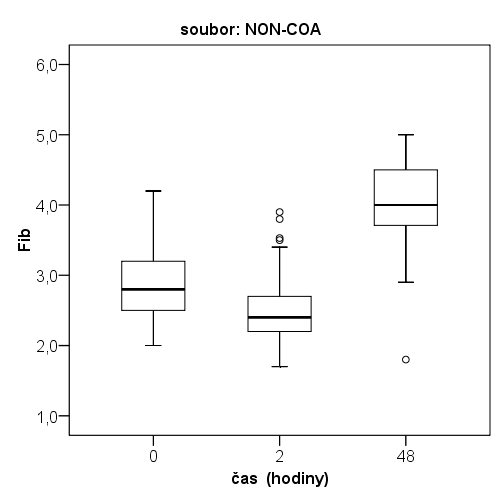 soubor: NON-COA
6,0
5,0
4,0
3,0
2,0
1,0
Fib
0 2 48
čas (hodiny)